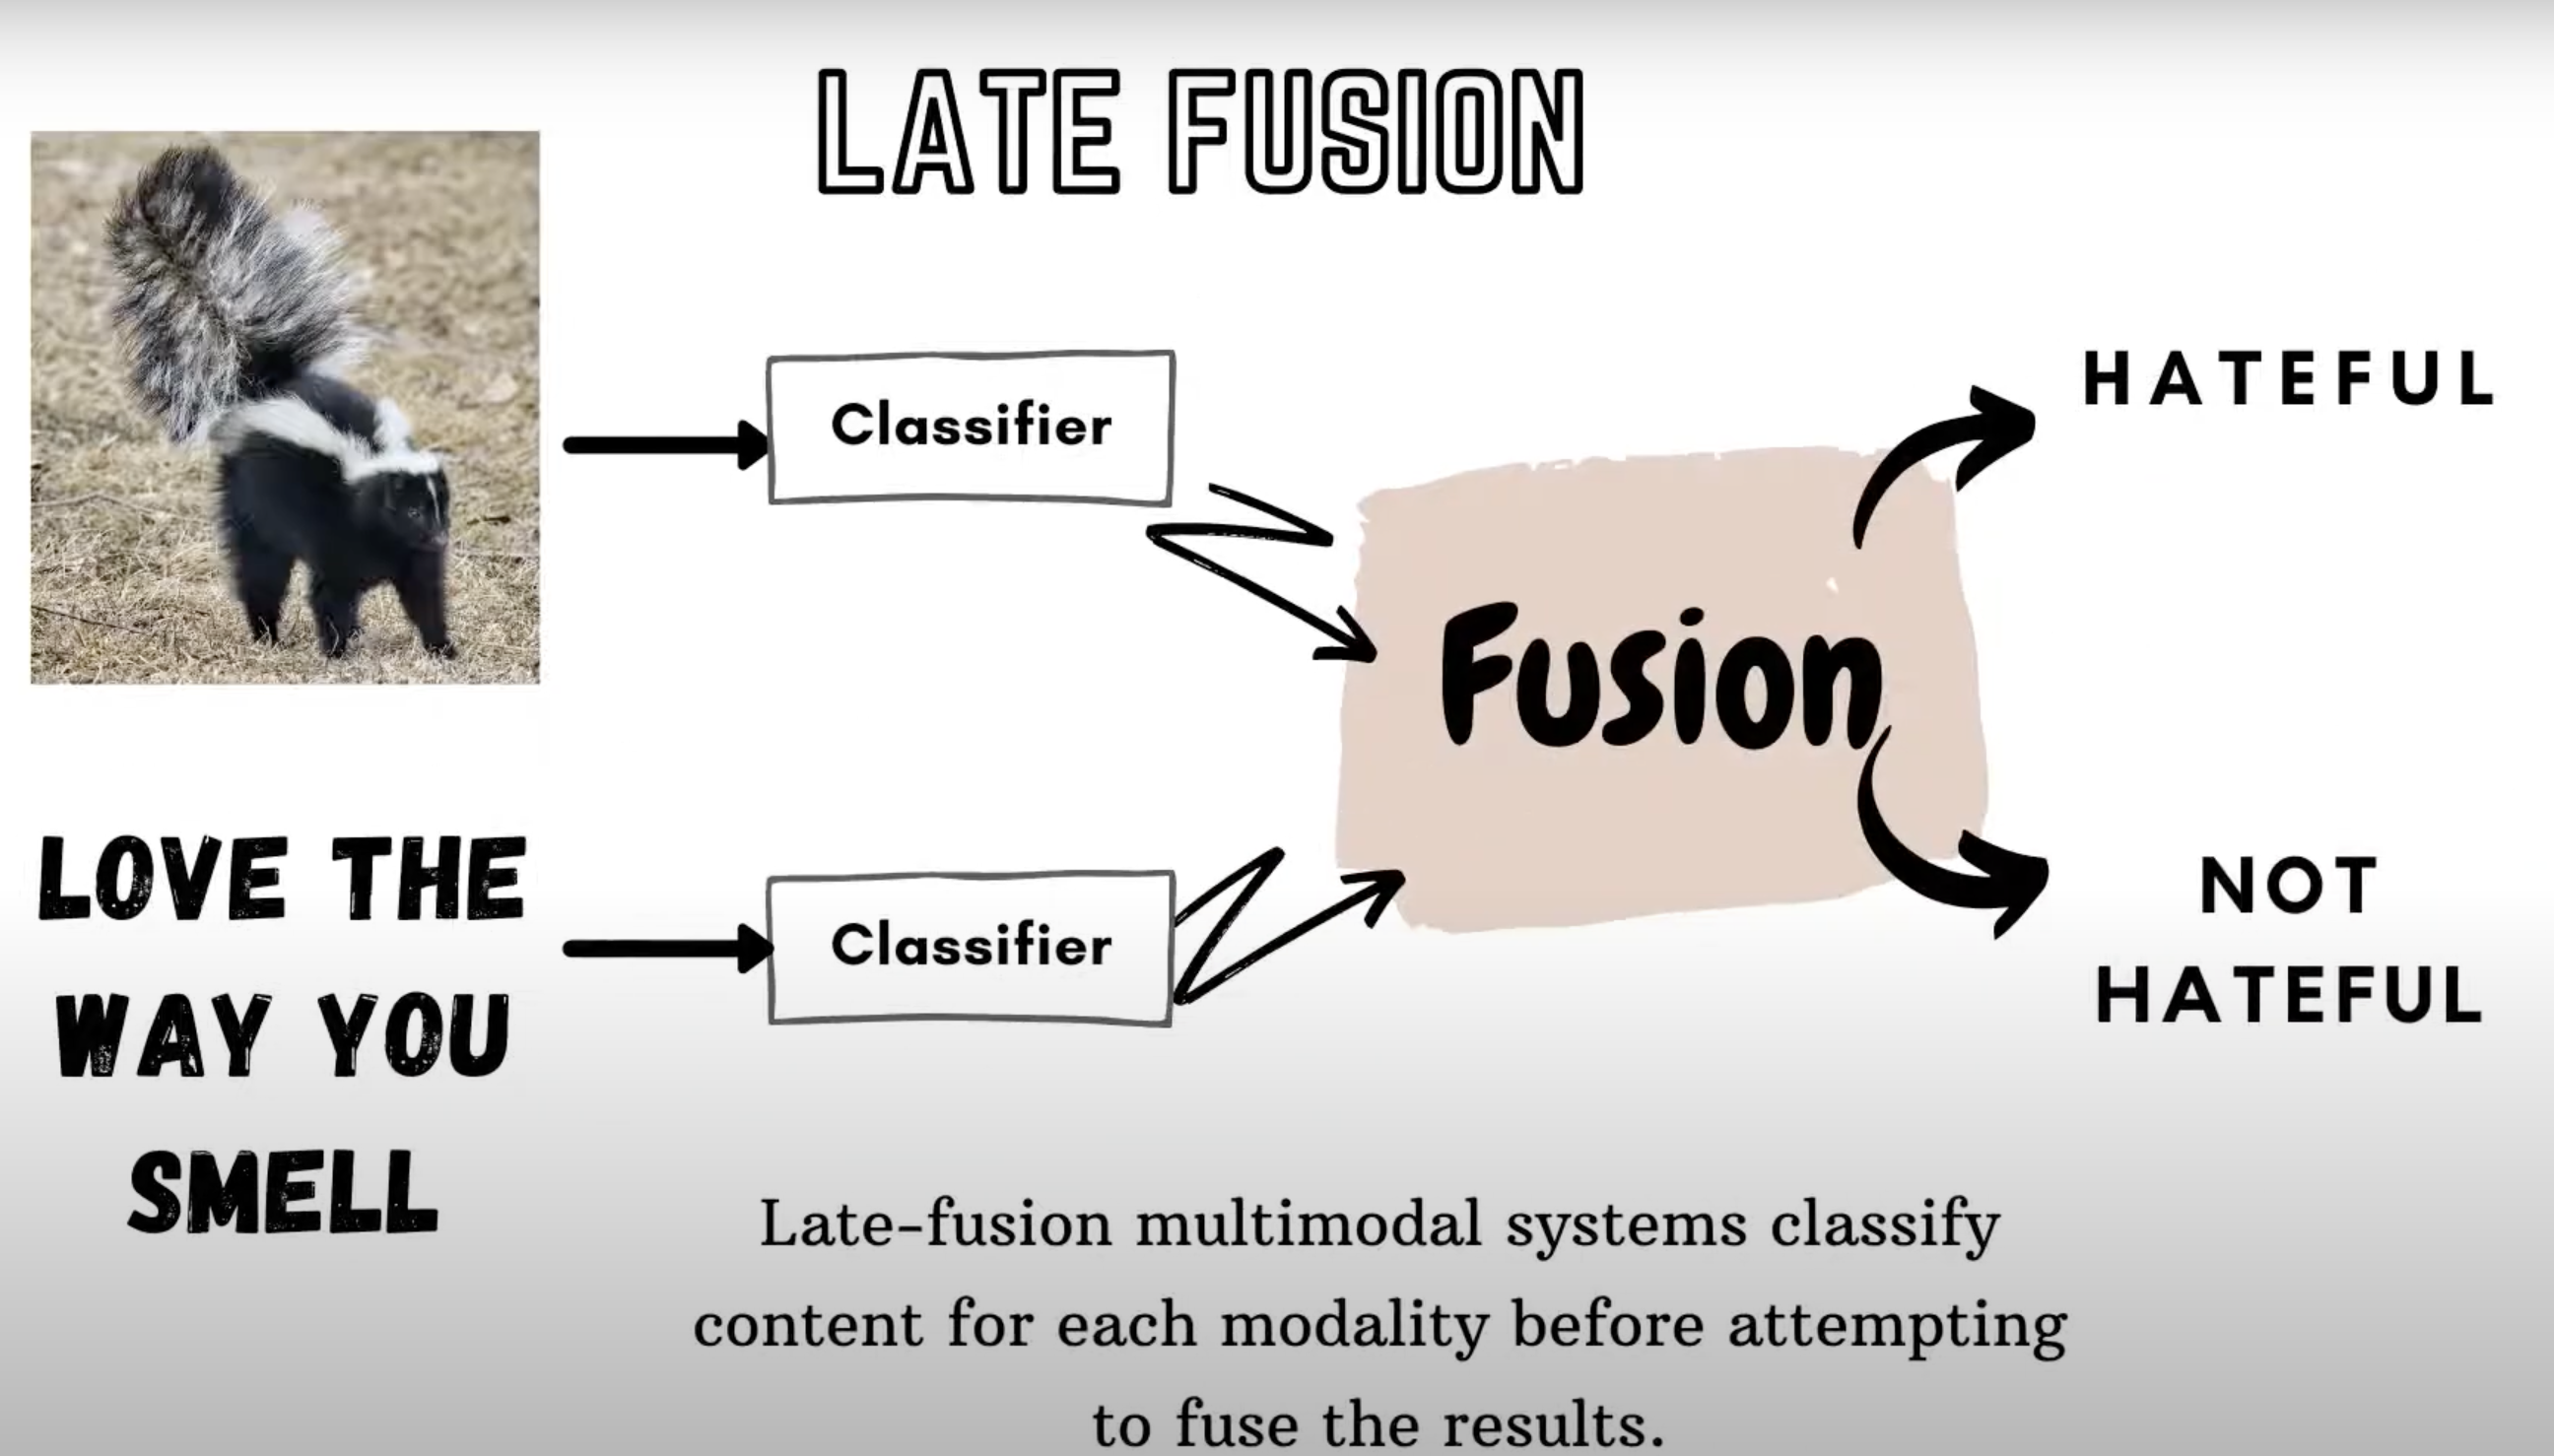 LATE FUSION
LOVE THE
WAY YOU
SMELL
Classifier
Classifier
Fusion
HATEFUL
NOT
HATEFUL
Late-fusion multimodal systems classify
content for each modality before attempting
to fuse the results.